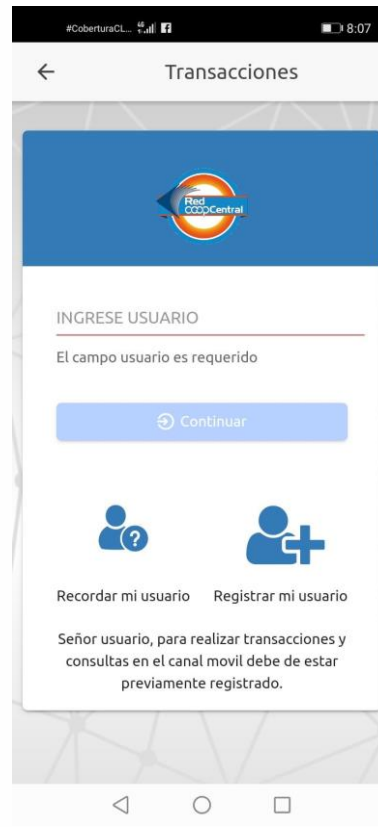 #CoberturaCL... 8:07
Transacciones
Red
COOPCentral
INGRESE USUARIO
El campo usuario es requerido
Continuar
Recordar mi usuario Registrar mi usuario
Señor usuario, para realizar transacciones y
consultas en el canal movil debe de estar
previamente registrado.